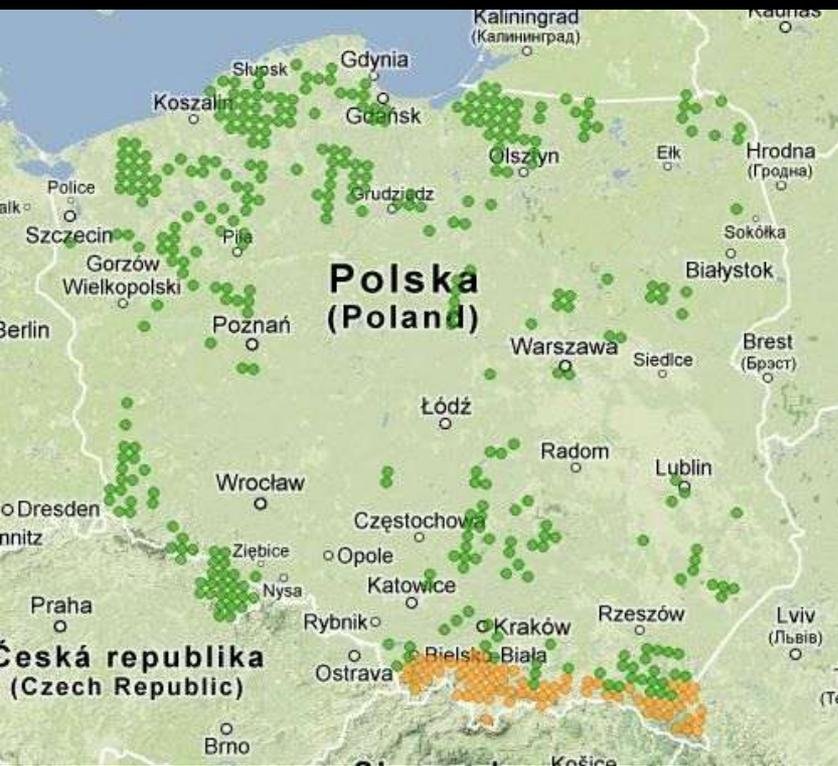 Kaliningrad
(Калининград)
Kaunas
Gdynia
Słupsk
Koszalin
Gdańsk
Olsztyn
Ełk
Hrodna
(Гродна)
Police
Grudziądz
Szczecin
Piła
Sokółka
Gorzów
Wielkopolski
Białystok
Polska
(Poland)
Berlin
Poznań
Warszawa
Siedlce
Brest
(Брэст)
Łódź
Radom
Lublin
Wrocław
Dresden
Częstochowa
Ziębice
Opole
Nysa
Katowice
Praha
Rybnik
Kraków
Rzeszów
Lviv
(Львів)
Česká republika
(Czech Republic)
Ostrava
Bielsko-Biała
Brno
Košice